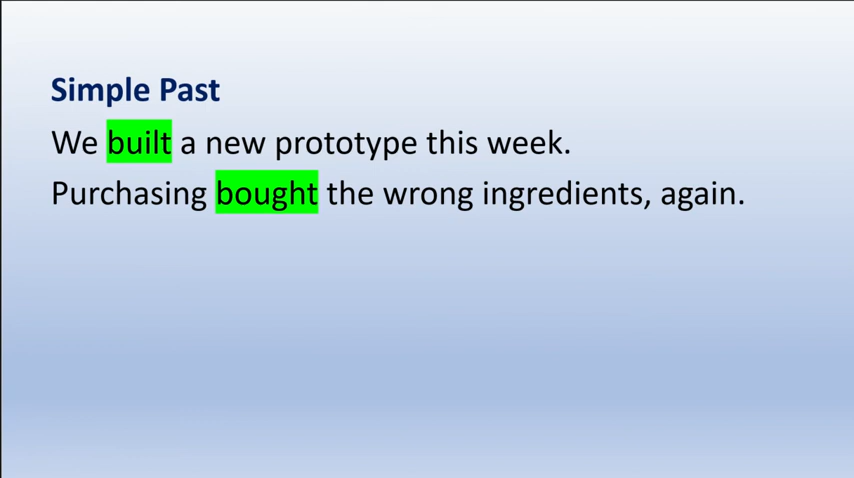 Simple Past
We built a new prototype this week.
Purchasing bought the wrong ingredients, again.